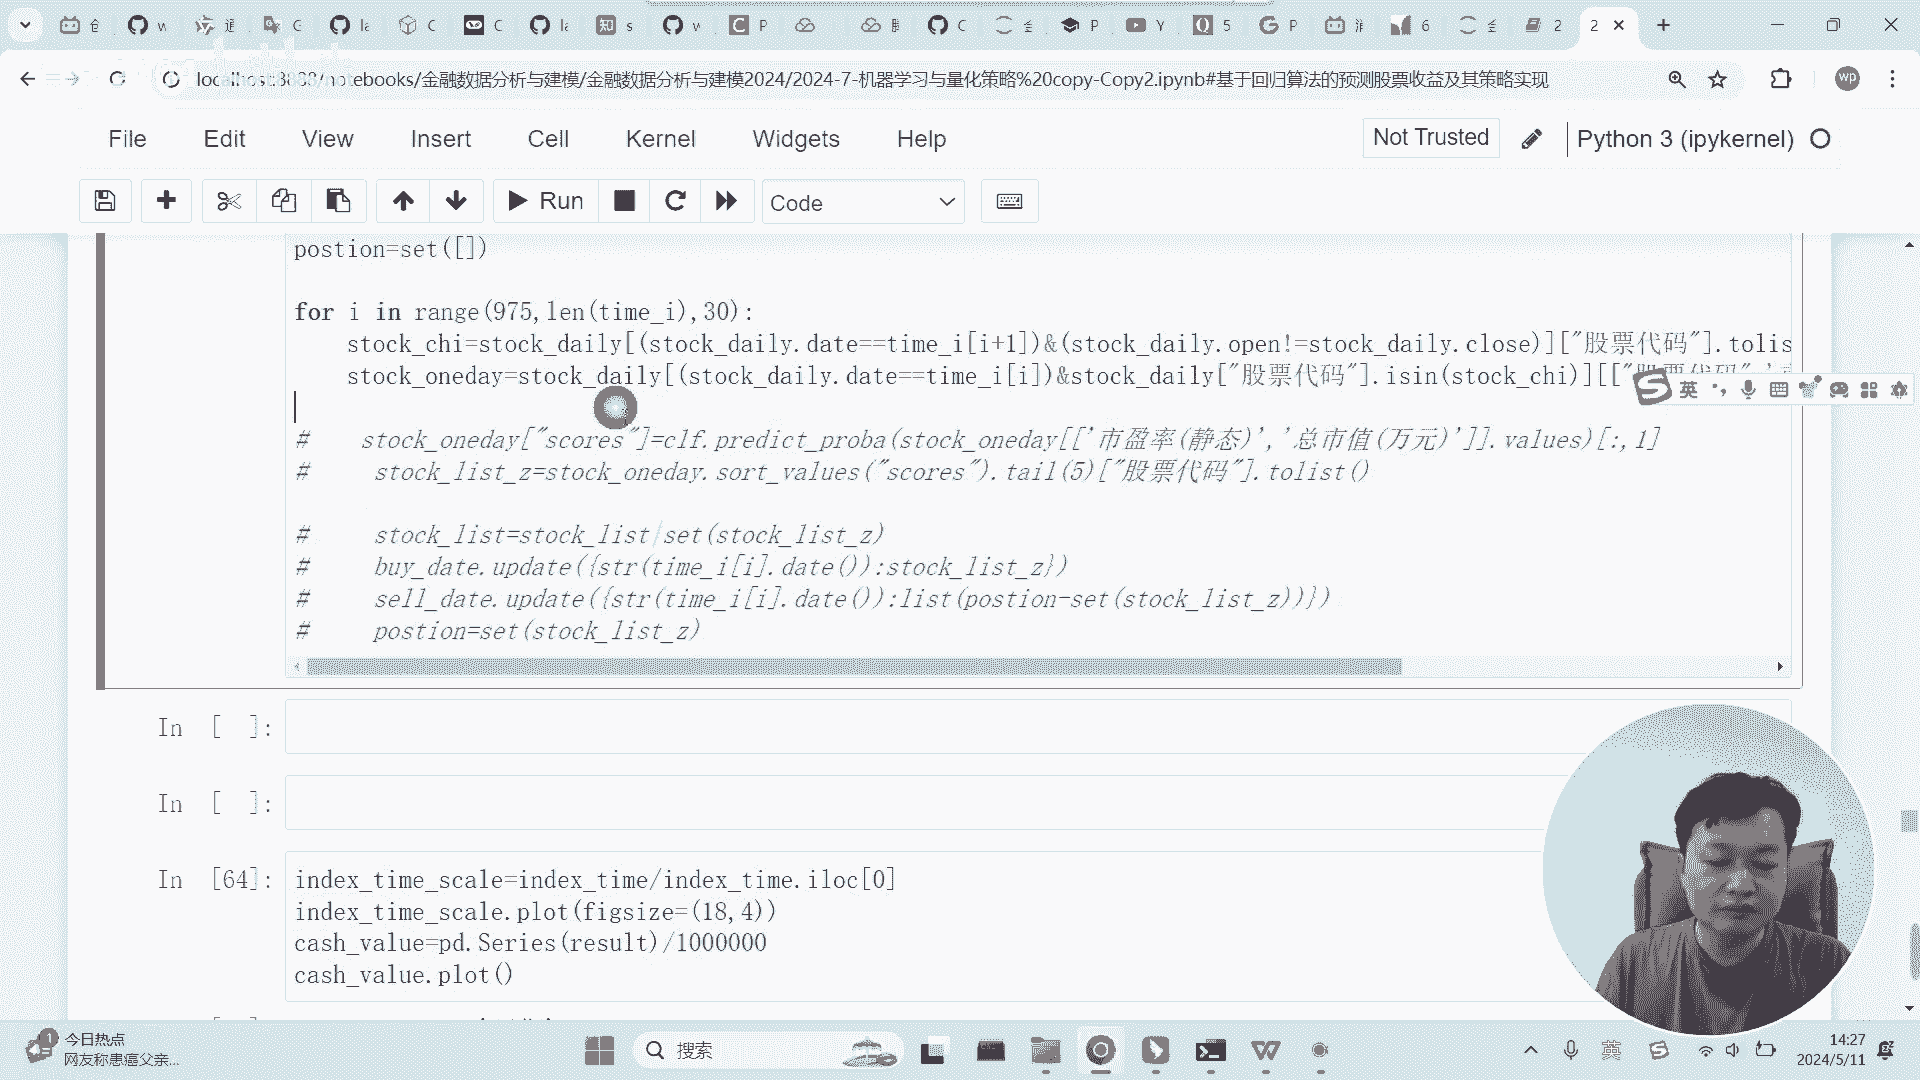 localhost:8888/notebooks/金融数据分析与建模/金融数据分析与建模2024/2024-7-机器学习与量化策略%20copy-Copy2.ipynb#基于回归算法的预测股票收益及其策略实现
wp
File Edit View Insert Cell Kernel Widgets Help
Not Trusted
Python 3 (ipykernel)
Run
Code
postion=set([])
for i in range(975,len(time_i),30):
stock_chi=stock_daily[(stock_daily.date==time_i[i+1])&(stock_daily.open!=stock_daily.close)]["股票代码"].tolis
stock_oneday=stock_daily[(stock_daily.date==time_i[i])&stock_daily["股票代码"].isin(stock_chi)][["股票代码"
英
# stock_oneday["scores"]=clf.predict_proba(stock_oneday[['市盈率(静态)','总市值(万元)']].values)[:,1]
# stock_list_z=stock_oneday.sort_values("scores").tail(5)["股票代码"].tolist()
# stock_list=stock_list|set(stock_list_z)
# buy_date.update({str(time_i[i].date()):stock_list_z})
# sell_date.update({str(time_i[i].date()):list(postion-set(stock_list_z))})
# postion=set(stock_list_z)
In [ ]:
In [ ]:
In [64]:
index_time_scale=index_time/index_time.iloc[0]
index_time_scale.plot(figsize=(18,4))
cash_value=pd.Series(result)/1000000
cash_value.plot()
今日热点
网友称患癌父亲...
搜索
英
14:27
2024/5/11